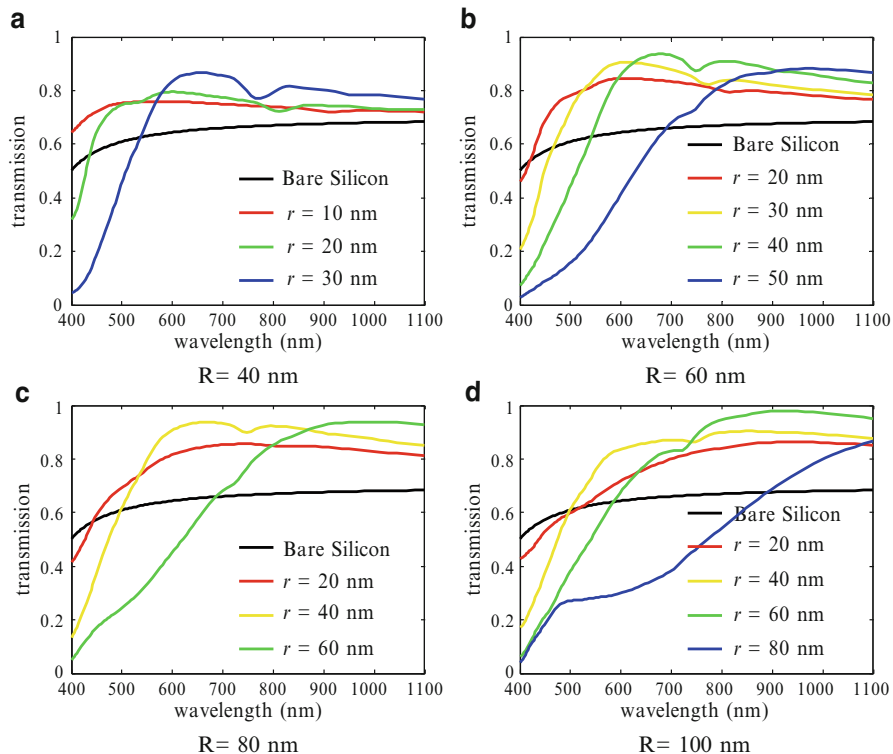 a
1
0.8
0.6
0.4
0.2
0
transmission
Bare Silicon
r = 10 nm
r = 20 nm
r = 30 nm
400 500 600 700 800 900 1000 1100
wavelength (nm)
R= 40 nm
b
1
0.8
0.6
0.4
0.2
0
transmission
Bare Silicon
r = 20 nm
r = 30 nm
r = 40 nm
r = 50 nm
400 500 600 700 800 900 1000 1100
wavelength (nm)
R= 60 nm
c
1
0.8
0.6
0.4
0.2
0
transmission
Bare Silicon
r = 20 nm
r = 40 nm
r = 60 nm
400 500 600 700 800 900 1000 1100
wavelength (nm)
R= 80 nm
d
1
0.8
0.6
0.4
0.2
0
transmission
Bare Silicon
r = 20 nm
r = 40 nm
r = 60 nm
r = 80 nm
400 500 600 700 800 900 1000 1100
wavelength (nm)
R= 100 nm